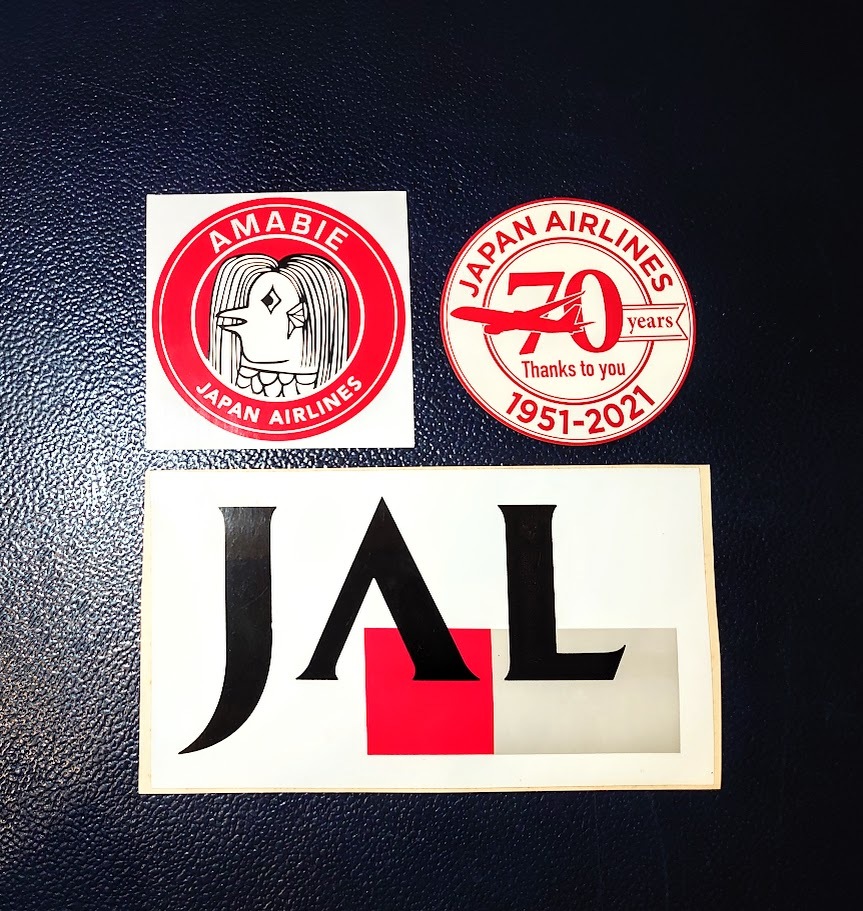 AMABIE
JAPAN AIRLINES
JAPAN AIRLINES
70
years
Thanks to you
1951-2021
JAL